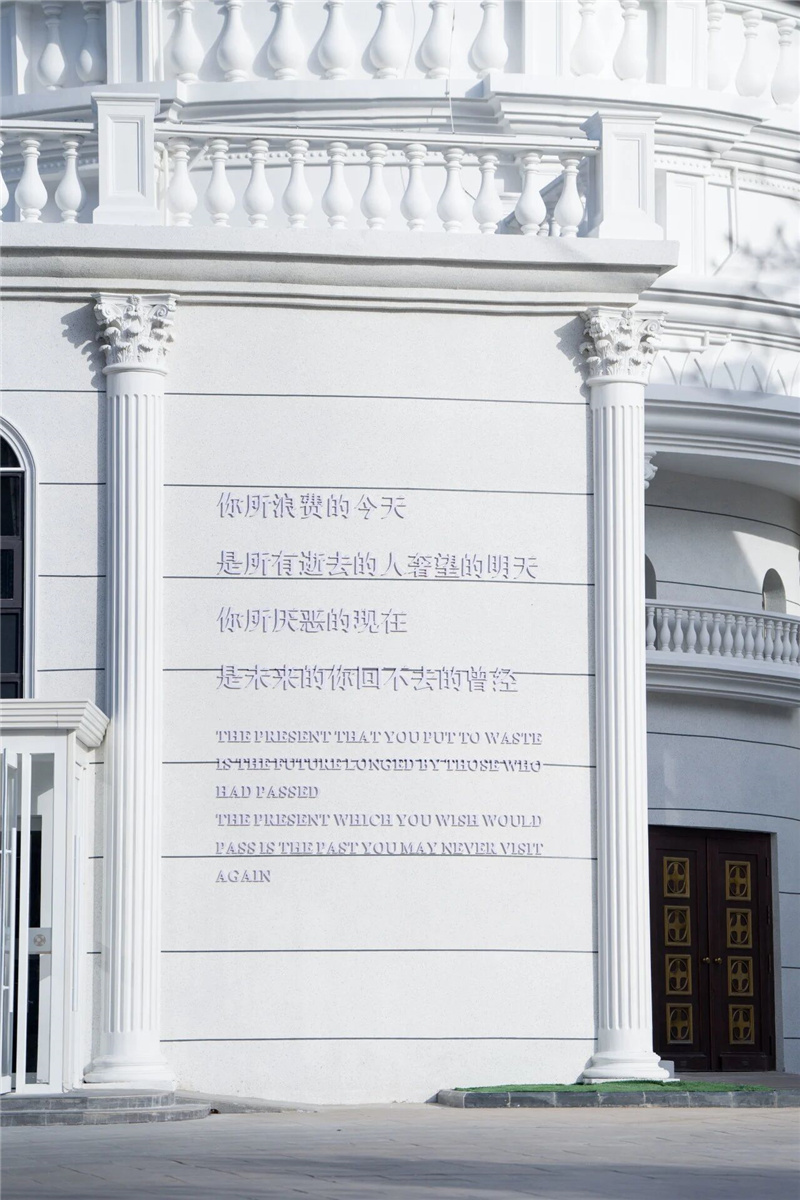 你所浪费的今天
是所有逝去的人奢望的明天
你所厌恶的现在
是未来的你回不去的曾经
THE PRESENT THAT YOU PUT TO WASTE
IS THE FUTURE LONGED BY THOSE WHO
HAD PASSED
THE PRESENT WHICH YOU WISH WOULD
PASS IS THE PAST YOU MAY NEVER VISIT
AGAIN